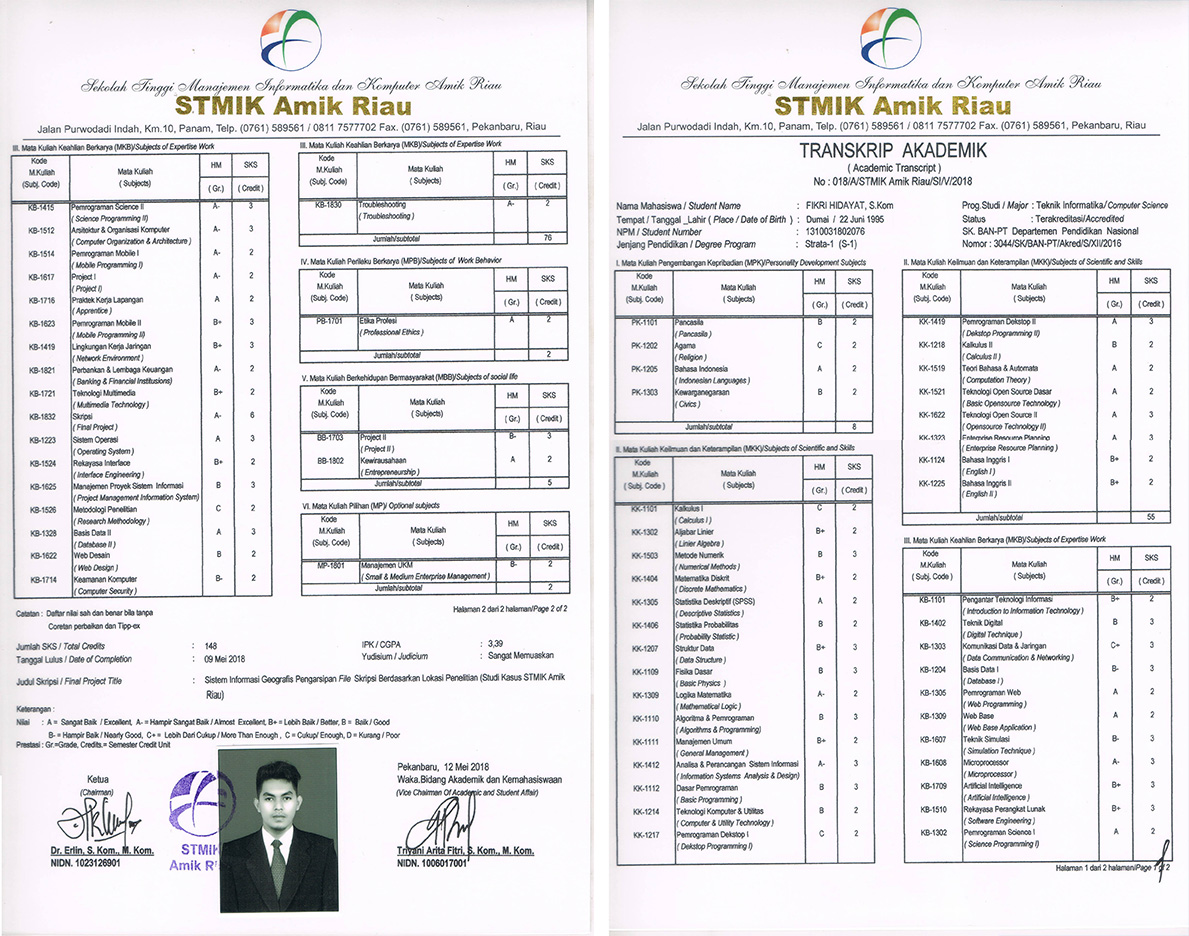 Sekolah Tinggi Manajemen Informatika dan Komputer Amik Riau
STMIK Amik Riau
Jalan Purwodadi Indah, Km.10, Panam, Telp. (0761) 589561 / 0811 7577702 Fax. (0761) 589561, Pekanbaru, Riau
III. Mata Kuliah Keahlian Berkarya (MKB)/Subjects of Expertise Work
Kode M.Kuliah (Subj. Code) Mata Kuliah ( Subjects) HM ( Gr.) SKS ( Credit )
KB-1415 Pemrograman Science II A- 3
( Science Programming II)
KB-1512 Arsitektur & Organisasi Komputer A- 3
( Computer Organization & Architecture )
KB-1514 Pemrograman Mobile I A- 2
( Mobile Programming I)
KB-1617 Project I A- 2
( Project I)
KB-1716 Praktek Kerja Lapangan A 2
( Apprentice )
KB-1623 Pemrograman Mobile II B+ 3
( Mobile Programming II)
KB-1419 Lingkungan Kerja Jaringan B+ 3
( Network Environment )
KB-1821 Perbankan & Lembaga Keuangan A- 2
( Banking & Financial Institusions)
KB-1721 Teknologi Multimedia B+ 2
( Multimedia Technology )
KB-1832 Skripsi A- 6
( Final Project )
KB-1223 Sistem Operasi A 3
( Operating System )
KB-1524 Rekayasa Interface B+ 2
( Interface Engineering )
KB-1625 Manajemen Proyek Sistem Informasi B 3
( Project Management Information System)
KB-1526 Metodologi Penelitian C 2
( Research Methodology )
KB-1328 Basis Data II A 3
( Database II )
KB-1622 Web Desain B 2
( Web Design )
KB-1714 Keamanan Komputer B- 2
( Computer Security )
III. Mata Kuliah Keahlian Berkarya (MKB)/Subjects of Expertise Work
Kode M.Kuliah (Subj. Code) Mata Kuliah ( Subjects) HM ( Gr.) SKS ( Credit )
KB-1830 Troubleshooting A- 2
( Troubleshooting )
Jumlah/subtotal 76
IV. Mata Kuliah Perilaku Berkarya (MPB)/Subjects of Work Behavior
Kode M.Kuliah (Subj. Code) Mata Kuliah ( Subjects) HM ( Gr.) SKS ( Credit )
PB-1701 Etika Profesi A 2
( Professional Ethics )
Jumlah/subtotal 2
V. Mata Kuliah Berkehidupan Bermasyarakat (MBB)/Subjects of social life
Kode M.Kuliah (Subj. Code) Mata Kuliah ( Subjects) HM ( Gr.) SKS ( Credit )
BB-1703 Project II B- 3
( Project II )
BB-1802 Kewirausahaan A 2
( Entrepreneurship )
Jumlah/subtotal 5
VI. Mata Kuliah Pilihan (MP)/ Optional subjects
Kode M.Kuliah (Subj. Code) Mata Kuliah ( Subjects) HM ( Gr.) SKS ( Credit )
MP-1801 Manajemen UKM B- 2
( Small & Medium Enterprise Management )
Jumlah/subtotal 2
Catatan : Daftar nilai sah dan benar bila tanpa
Coretan perbaikan dan Tipp-ex
Halaman 2 dari 2 halaman/Page 2 of 2
Jumlah SKS / Total Credits : 148 IPK / CGPA : 3,39
Tanggal Lulus / Date of Completion : 09 Mei 2018 Yudisium / Judicium : Sangat Memuaskan
Judul Skripsi / Final Project Title : Sistem Informasi Geografis Pengarsipan File Skripsi Berdasarkan Lokasi Penelitian (Studi Kasus STMIK Amik
Riau)
Keterangan :
Nilai : A = Sangat Baik / Excellent, A- = Hampir Sangat Baik / Almost Excellent, B+ = Lebih Baik / Better, B = Baik / Good
B- = Hampir Baik / Nearly Good, C+ = Lebih Dari Cukup / More Than Enough , C = Cukup/ Enough, D = Kurang / Poor
Prestasi : Gr.=Grade, Credits.= Semester Credit Unit
Ketua
(Chairman)
STMIK
Amik R
Dr. Erlin, S. Kom., M. Kom.
NIDN. 1023126901
Pekanbaru, 12 Mei 2018
Waka.Bidang Akademik dan Kemahasiswaan
(Vice Chairman Of Academic and Student Affair)
Triyani Arita Fitri, S. Kom., M. Kom.
NIDN. 1006017001
Sekolah Tinggi Manajemen Informatika dan Komputer Amik Riau
STMIK Amik Riau
Jalan Purwodadi Indah, Km.10, Panam, Telp. (0761) 589561 / 0811 7577702 Fax. (0761) 589561, Pekanbaru, Riau
TRANSKRIP AKADEMIK
( Academic Transcript )
No : 018/A/STMIK Amik Riau/SI/V/2018
Nama Mahasiswa / Student Name : FIKRI HIDAYAT, S.Kom
Tempat / Tanggal _Lahir ( Place / Date of Birth ) : Dumai / 22 Juni 1995
NPM / Student Number : 1310031802076
Jenjang Pendidikan / Degree Program : Strata-1 (S-1)
Prog.Studi / Major : Teknik Informatika/Computer Science
Status : Terakreditasi/Accredited
SK. BAN-PT Departemen Pendidikan Nasional
Nomor : 3044/SK/BAN-PT/Akred/S/XII/2016
I. Mata Kuliah Pengembangan Kepribadian (MPK)/Personality Development Subjects
Kode M.Kuliah (Subj. Code) Mata Kuliah ( Subjects) HM ( Gr.) SKS ( Credit )
PK-1101 Pancasila B 2
( Pancasila )
PK-1202 Agama C 2
( Religion )
PK-1205 Bahasa Indonesia A 2
( Indonesian Languages )
PK-1303 Kewarganegaraan B 2
( Civics )
Jumlah/subtotal 8
II. Mata Kuliah Keilmuan dan Keterampilan (MKK)/Subjects of Scientific and Skills
Kode M.Kuliah ( Subj. Code ) Mata Kuliah ( Subjects) HM ( Gr.) SKS ( Credit )
KK-1101 Kalkulus I C 2
( Calculus I )
KK-1302 Aljabar Linier B+ 2
( Linier Algebra )
KK-1503 Metode Numerik B 3
( Numerical Methods )
KK-1404 Matematika Diskrit B+ 2
( Discrete Mathematics )
KK-1305 Statistika Deskriptif (SPSS) A 2
( Descriptive Statistics )
KK-1406 Statistika Probabilitas B 2
( Probability Statistic )
KK-1207 Struktur Data B+ 3
( Data Structure )
KK-1109 Fisika Dasar B 3
( Basic Physics )
KK-1309 Logika Matematika A- 2
( Mathematical Logic )
KK-1110 Algoritma & Pemrograman B 3
( Algorithms & Programming)
KK-1111 Manajemen Umum B+ 2
( General Management )
KK-1412 Analisa & Perancangan Sistem Informasi A- 3
( Information Systems Analysis & Design)
KK-1112 Dasar Pemrograman B 3
( Basic Programming )
KK-1214 Teknologi Komputer & Utilitas B 2
( Computer & Utility Technology )
KK-1217 Pemrograman Dekstop I C 2
( Dekstop Programming I)
II. Mata Kuliah Keilmuan dan Keterampilan (MKK)/Subjects of Scientific and Skills
Kode M.Kuliah (Subj. Code) Mata Kuliah ( Subjects) HM ( Gr.) SKS ( Credit )
KK-1419 Pemrograman Dekstop II A 3
( Dekstop Programming II)
KK-1218 Kalkulus II B 2
( Calculus II )
KK-1519 Teori Bahasa & Automata A 2
( Computation Theory )
KK-1521 Teknologi Open Source Dasar A 2
( Basic Opensource Technology )
KK-1622 Teknologi Open Source II A 3
( Opensource Technology II)
KK-1323 Enterprise Resource Planning A 3
( Enterprise Resource Planning )
KK-1124 Bahasa Inggris I B+ 2
( English I )
KK-1225 Bahasa Inggris II B+ 2
( English II )
Jumlah/subtotal 55
III. Mata Kuliah Keahlian Berkarya (MKB)/Subjects of Expertise Work
Kode M.Kuliah (Subj. Code ) Mata Kuliah ( Subjects) HM ( Gr.) SKS ( Credit )
KB-1101 Pengantar Teknologi Informasi B+ 2
( Introduction to Information Technology )
KB-1402 Teknik Digital B 3
( Digital Technique )
KB-1303 Komunikasi Data & Jaringan C+ 3
( Data Communication & Networking )
KB-1204 Basis Data I B- 3
( Database I )
KB-1305 Pemrograman Web A 2
( Web Programming )
KB-1309 Web Base A 2
( Web Base Application )
KB-1607 Teknik Simulasi B- 3
( Simulation Technique )
KB-1608 Microprocessor A- 3
( Microprocessor )
KB-1709 Artificial Intelligence B+ 3
( Artificial Intelligence )
KB-1510 Rekayasa Perangkat Lunak B+ 3
( Software Engineering )
KB-1302 Pemrograman Science I A 2
( Science Programming I)
Halaman 1 dari 2 halaman/Page 1 of 2